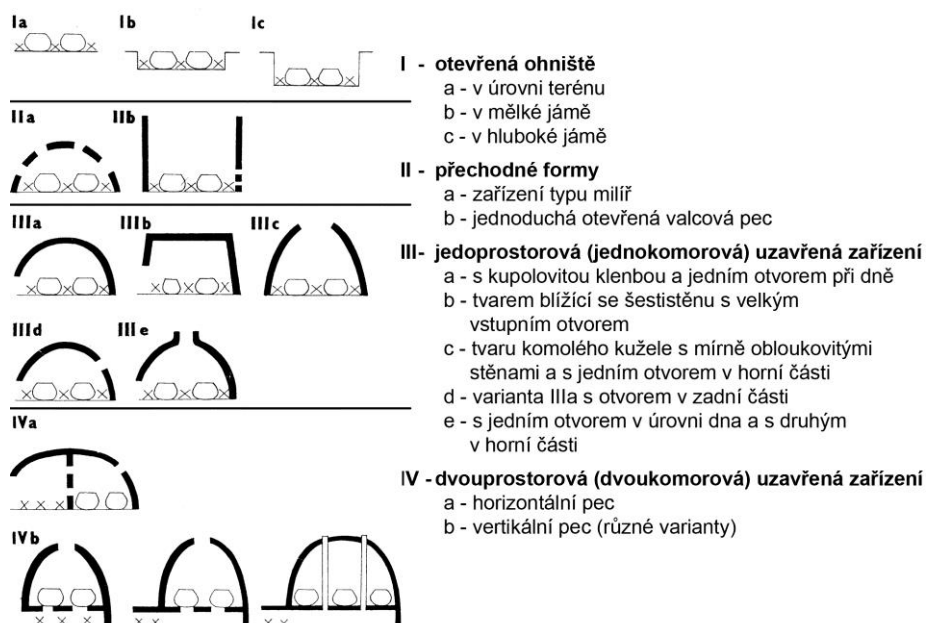 Ia Ib Ic
IIa IIb
IIIa IIIb IIIc
IIId IIIe
IVa
IVb
I - otevřená ohniště
a - v úrovni terénu
b - v mělké jámě
c - v hluboké jámě
II - přechodné formy
a - zařízení typu milíř
b - jednoduchá otevřená valcová pec
III- jedoprostorová (jednokomorová) uzavřená zařízení
a - s kupolovitou klenbou a jedním otvorem při dně
b - tvarem blížící se šestistěnu s velkým
vstupním otvorem
c - tvaru komolého kužele s mírně obloukovitými
stěnami a s jedním otvorem v horní části
d - varianta IIIa s otvorem v zadní části
e - s jedním otvorem v úrovni dna a s druhým
v horní části
IV - dvouprostorová (dvoukomorová) uzavřená zařízení
a - horizontální pec
b - vertikální pec (různé varianty)